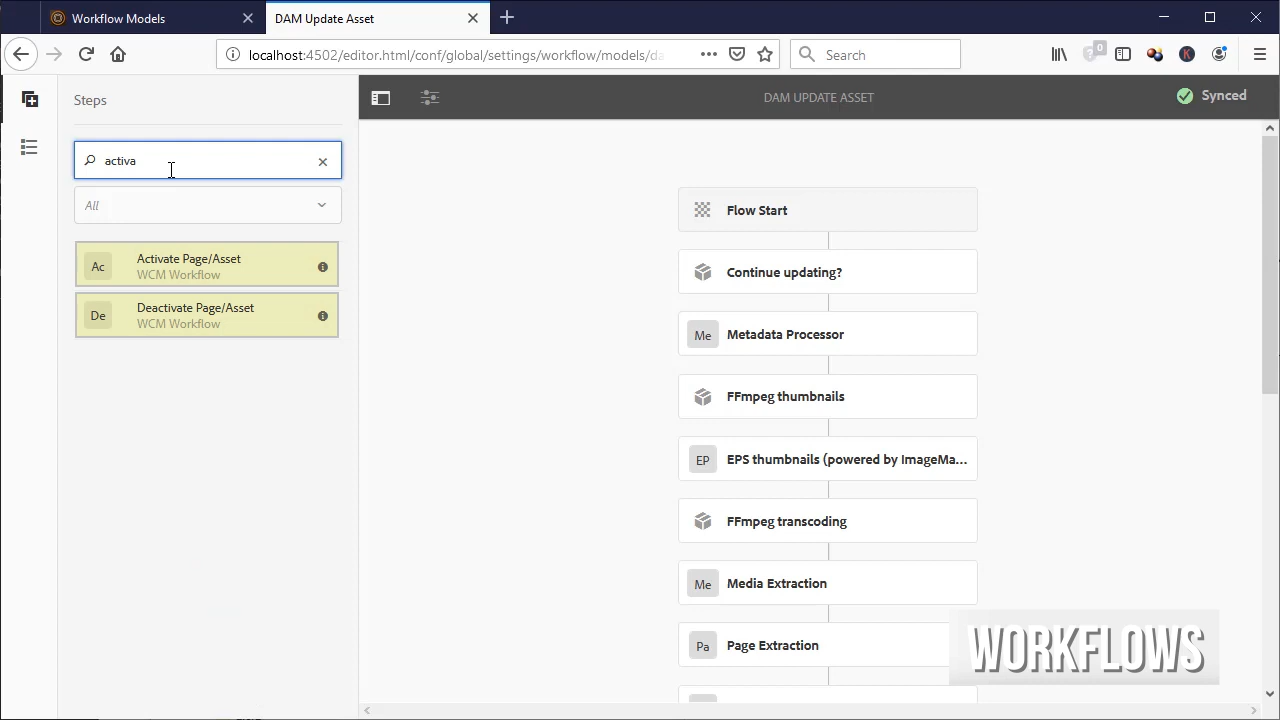 Workflow Models
DAM Update Asset
localhost:4502/editor.html/conf/global/settings/workflow/models/da
0
Search
K
Steps
DAM UPDATE ASSET
Synced
activa
All
Ac
Activate Page/Asset
WCM Workflow
De
Deactivate Page/Asset
WCM Workflow
Flow Start
Continue updating?
Me
Metadata Processor
FFmpeg thumbnails
EP
EPS thumbnails (powered by ImageMa...
FFmpeg transcoding
Me
Media Extraction
Pa
Page Extraction
WORKFLOWS